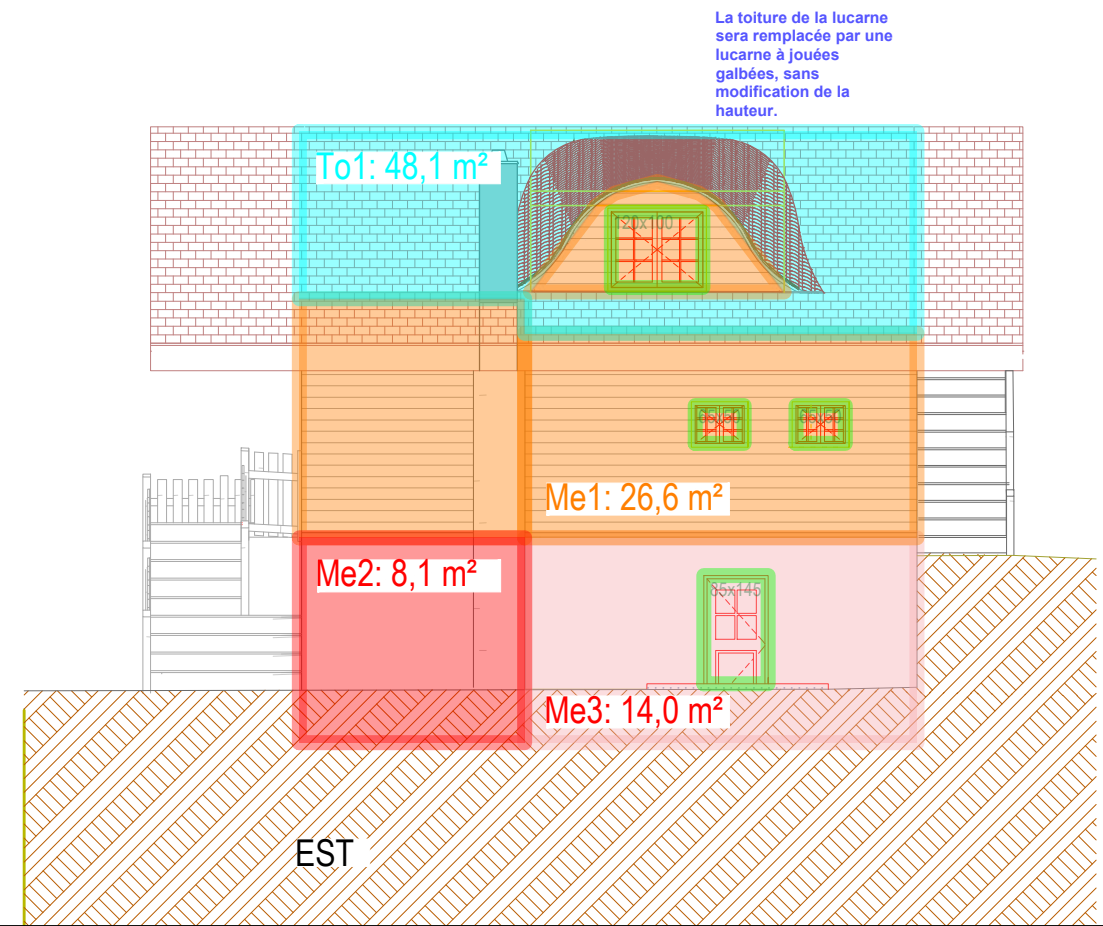 La toiture de la lucarne
sera remplacée par une
lucarne à jouées
galbées, sans
modification de la
hauteur.
To1: 48,1 m²
120x100
Me1: 26,6 m²
Me2: 8,1 m²
85x145
Me3: 14,0 m²
EST